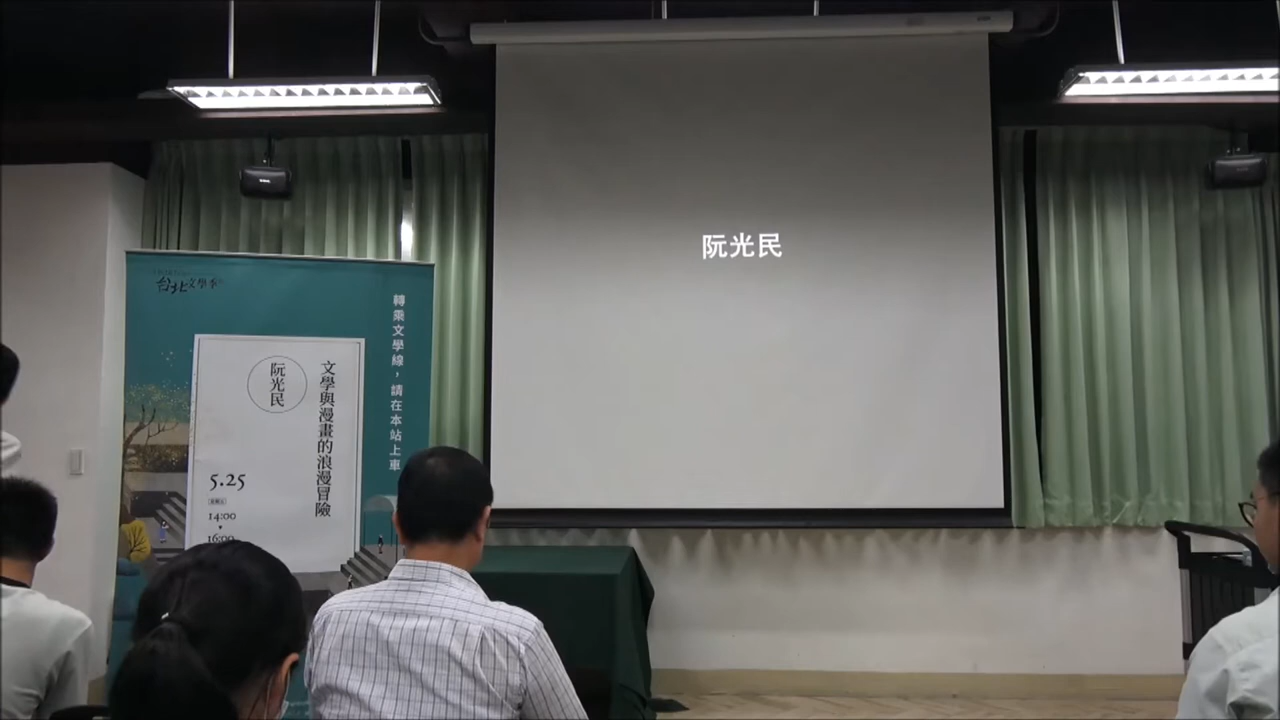 阮光民
台北文學季
轉乘文學線，請在本站上車
文學與漫畫的浪漫冒險
阮光民
5.25
14:00
16:00